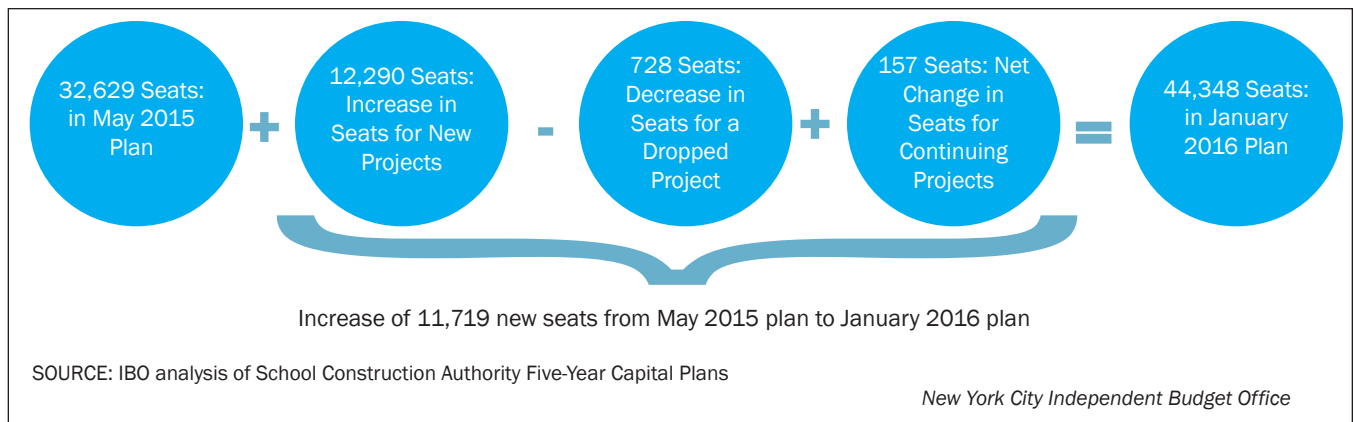 32,629 Seats:
in May 2015
Plan
+
12,290 Seats:
Increase in
Seats for New
Projects
-
728 Seats:
Decrease in
Seats for a
Dropped
Project
+
157 Seats: Net
Change in
Seats for
Continuing
Projects
=
44,348 Seats:
in January
2016 Plan
Increase of 11,719 new seats from May 2015 plan to January 2016 plan
SOURCE: IBO analysis of School Construction Authority Five-Year Capital Plans
New York City Independent Budget Office